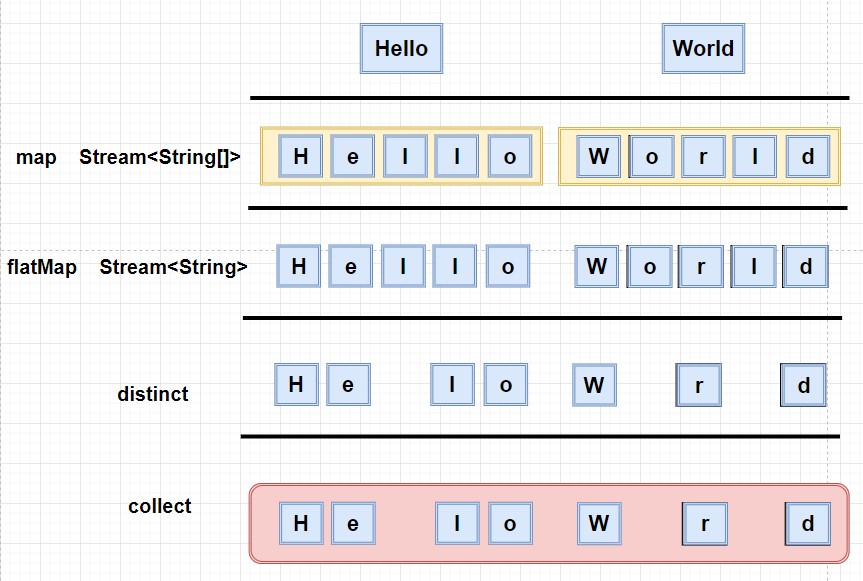 Hello World
map Stream<String[]> H e l l o W o r l d
flatMap Stream<String> H e l l o W o r l d
distinct H e l o W r d
collect H e l o W r d